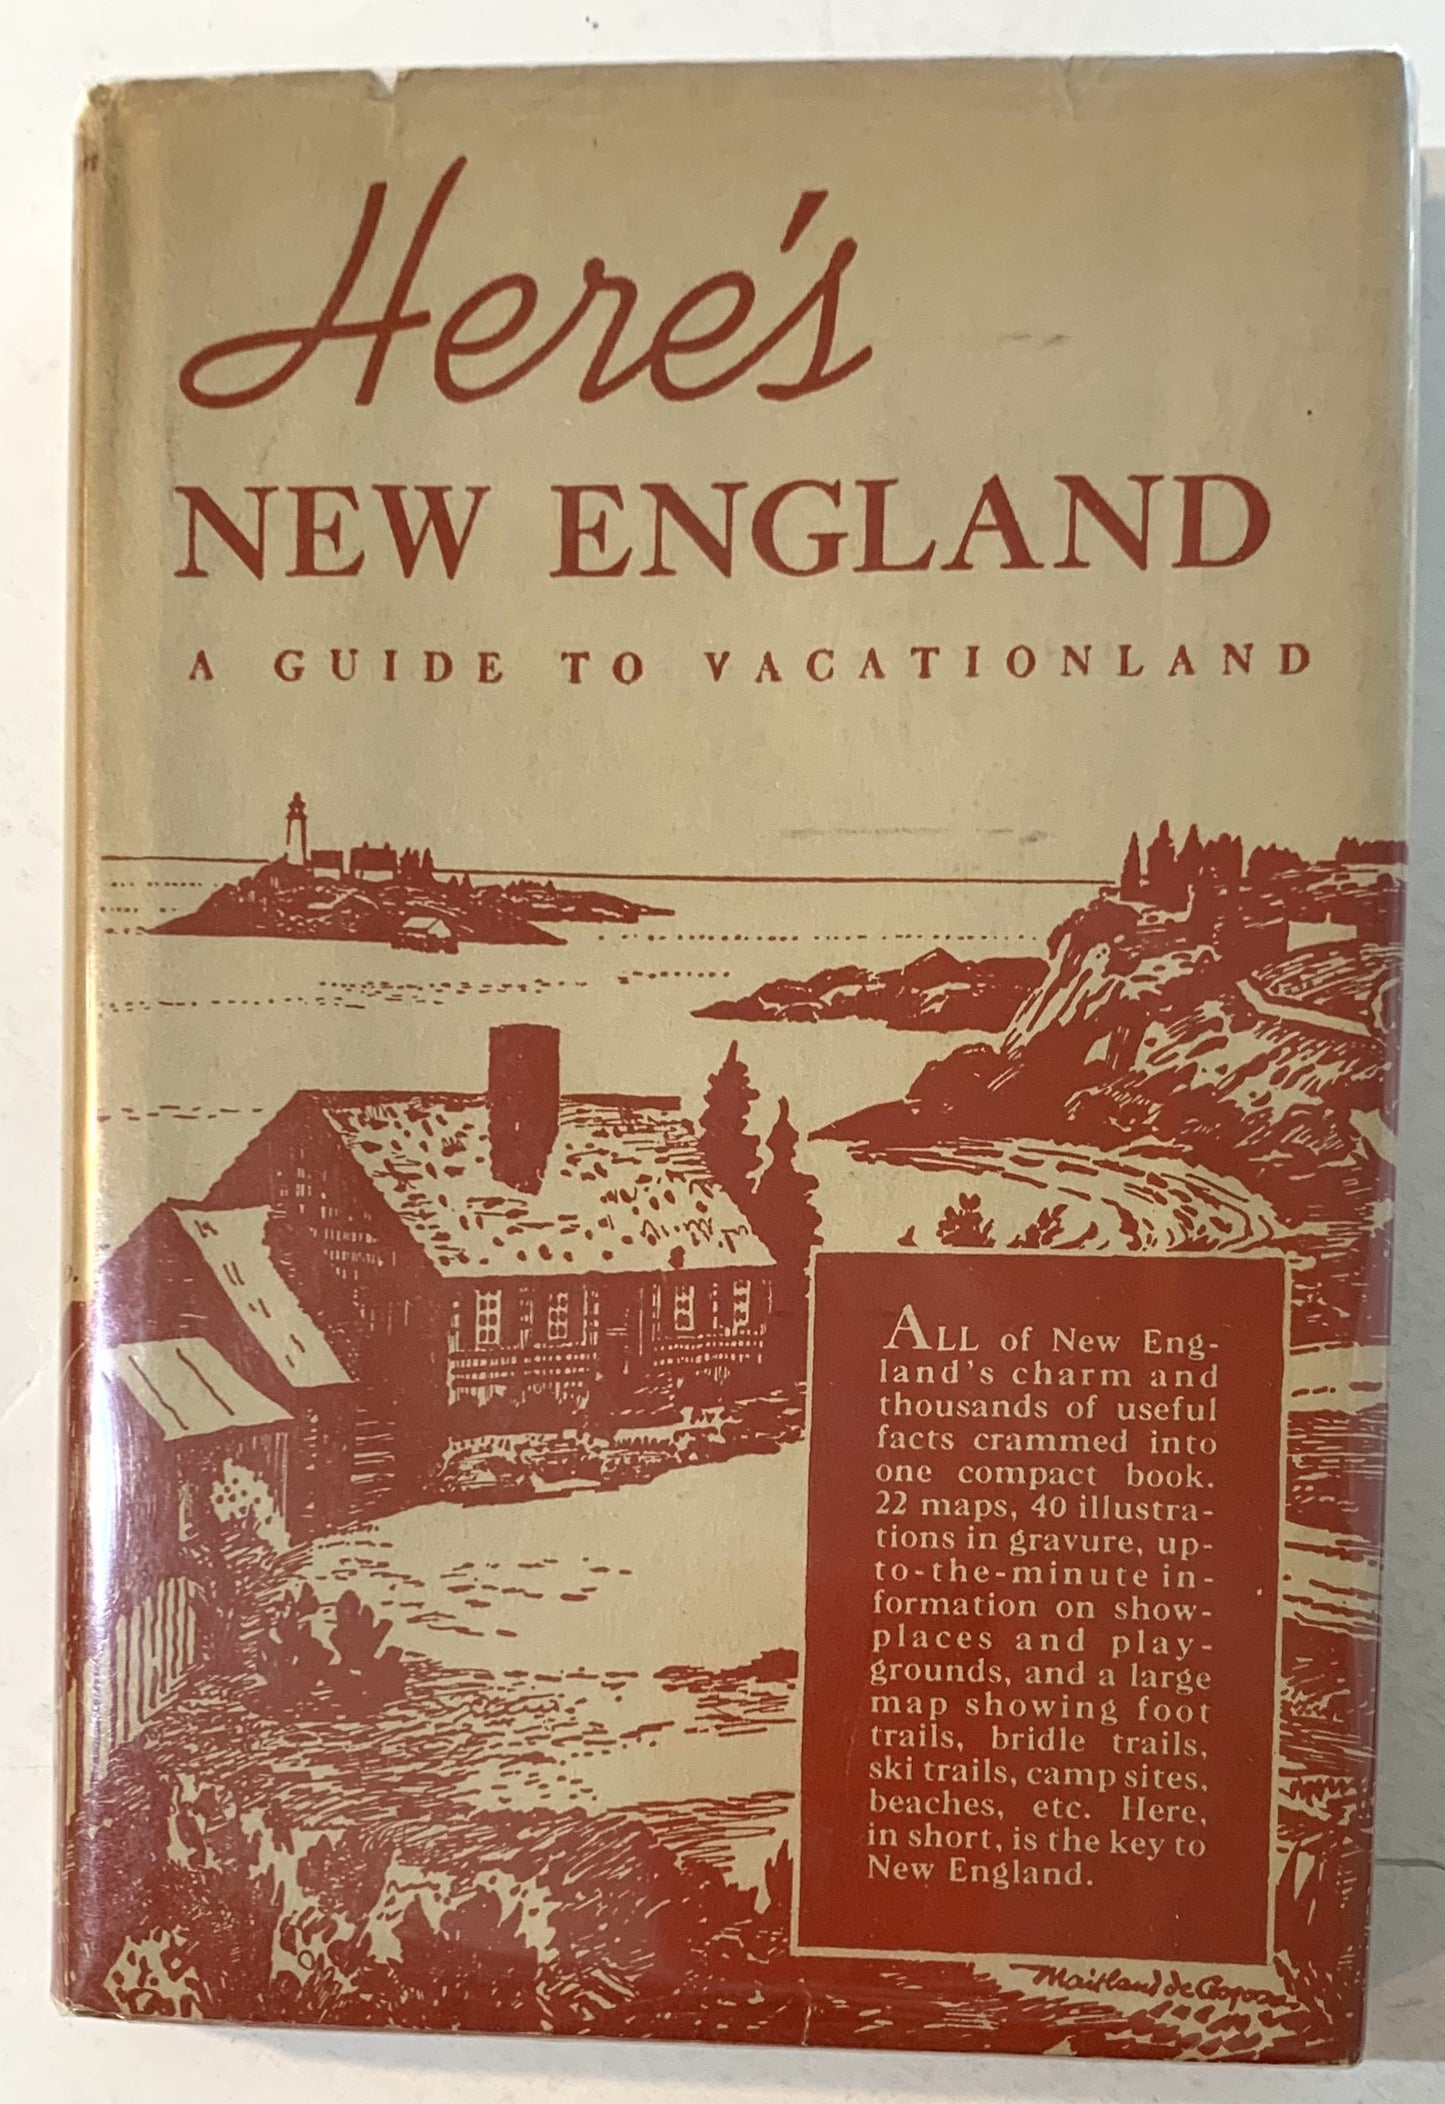 Here's
NEW ENGLAND
A GUIDE TO VACATIONLAND
ALL of New Eng-
land's charm and
thousands of useful
facts crammed into
one compact book.
22 maps, 40 illustra-
tions in gravure, up-
to-the-minute in-
formation on show-
places and play-
grounds, and a large
map showing foot
trails, bridle trails,
ski trails, camp sites,
beaches, etc. Here,
in short, is the key to
New England.
Maitland de Gogorza